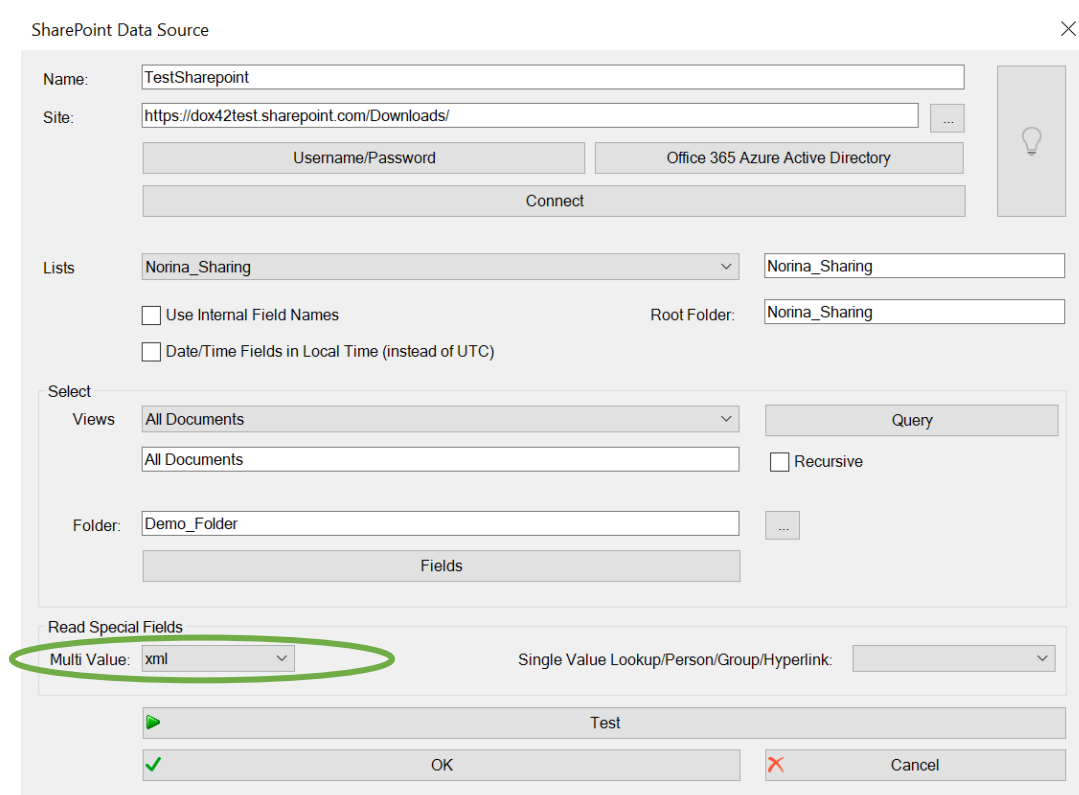 SharePoint Data Source
Name: TestSharepoint
Site: https://dox42test.sharepoint.com/Downloads/ ...
Username/Password Office 365 Azure Active Directory
Connect
Lists Norina_Sharing Norina_Sharing
Use Internal Field Names Root Folder: Norina_Sharing
Date/Time Fields in Local Time (instead of UTC)
Select
Views All Documents Query
All Documents Recursive
Folder: Demo_Folder ...
Fields
Read Special Fields
Multi Value: xml Single Value Lookup/Person/Group/Hyperlink:
Test
OK Cancel